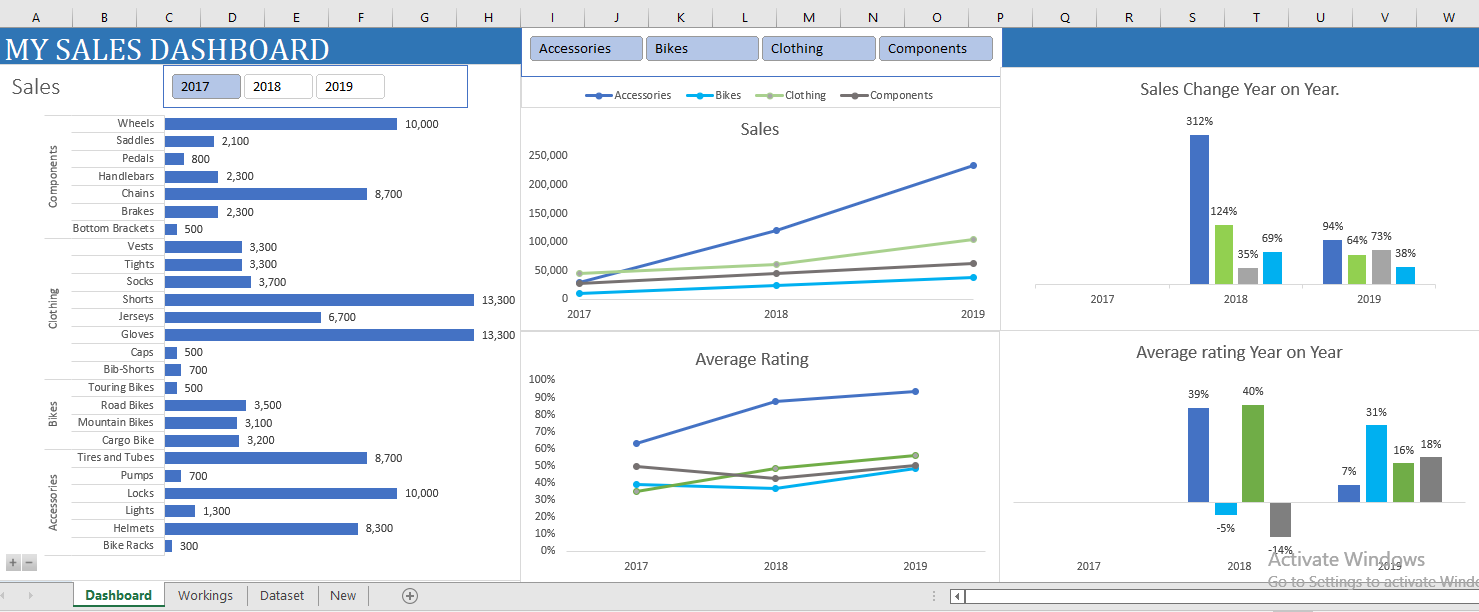 A B C D E F G H I J K L M N O P Q R S T U V W
MY SALES DASHBOARD
Accessories Bikes Clothing Components
Sales
2017 2018 2019
Components
Wheels 10,000
Saddles 2,100
Pedals 800
Handlebars 2,300
Chains 8,700
Brakes 2,300
Bottom Brackets 500
Clothing
Vests 3,300
Tights 3,300
Socks 3,700
Shorts 13,300
Jerseys 6,700
Gloves 13,300
Caps 500
Bib-Shorts 700
Bikes
Touring Bikes 500
Road Bikes 3,500
Mountain Bikes 3,100
Cargo Bike 3,200
Accessories
Tires and Tubes 8,700
Pumps 700
Locks 10,000
Lights 1,300
Helmets 8,300
Bike Racks 300
Accessories Bikes Clothing Components
Sales
250,000
200,000
150,000
100,000
50,000
0
2017 2018 2019
Average Rating
100%
90%
80%
70%
60%
50%
40%
30%
20%
10%
0%
2017 2018 2019
Sales Change Year on Year.
312%
124%
35%
69%
94%
64%
73%
38%
2017 2018 2019
Average rating Year on Year
39%
-5%
40%
-14%
7%
31%
16%
18%
2017 2018 2019
Activate Windows
Go to Settings to activate Windo
Dashboard Workings Dataset New